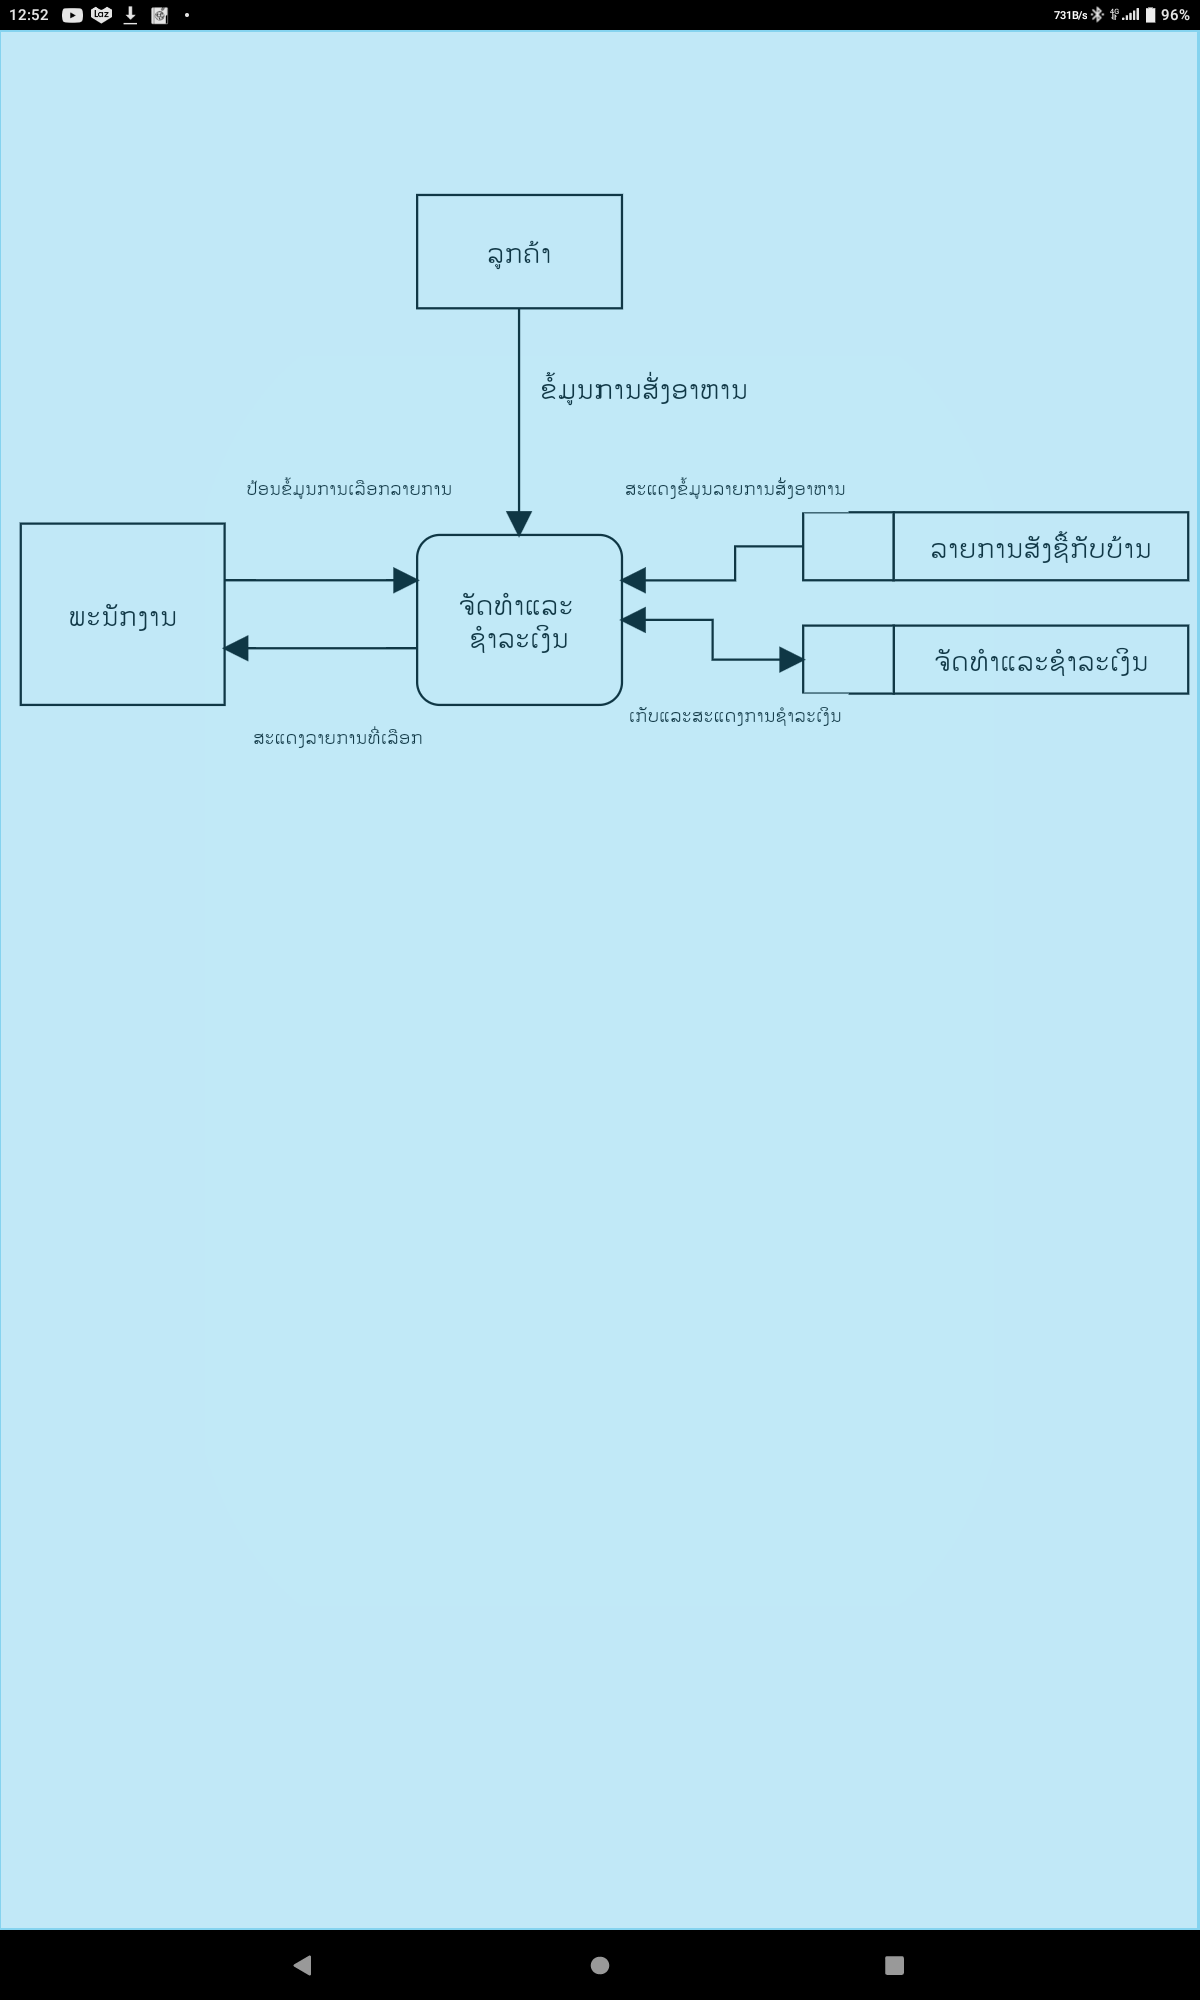 12:52
Laz
731B/s 4G 96%
ລູກຄ້າ
ຂໍ້ມູນການສັ່ງອາຫານ
ປ້ອນຂໍ້ມູນການເລືອກລາຍການ
ສະແດງຂໍ້ມູນລາຍການສັ່ງອາຫານ
ລາຍການສັ່ງຊື້ກັບບ້ານ
ພະນັກງານ
ຈັດທຳແລະ
ຊຳລະເງິນ
ຈັດທຳແລະຊຳລະເງິນ
ເກັບແລະສະແດງການຊຳລະເງິນ
ສະແດງລາຍການທີ່ເລືອກ